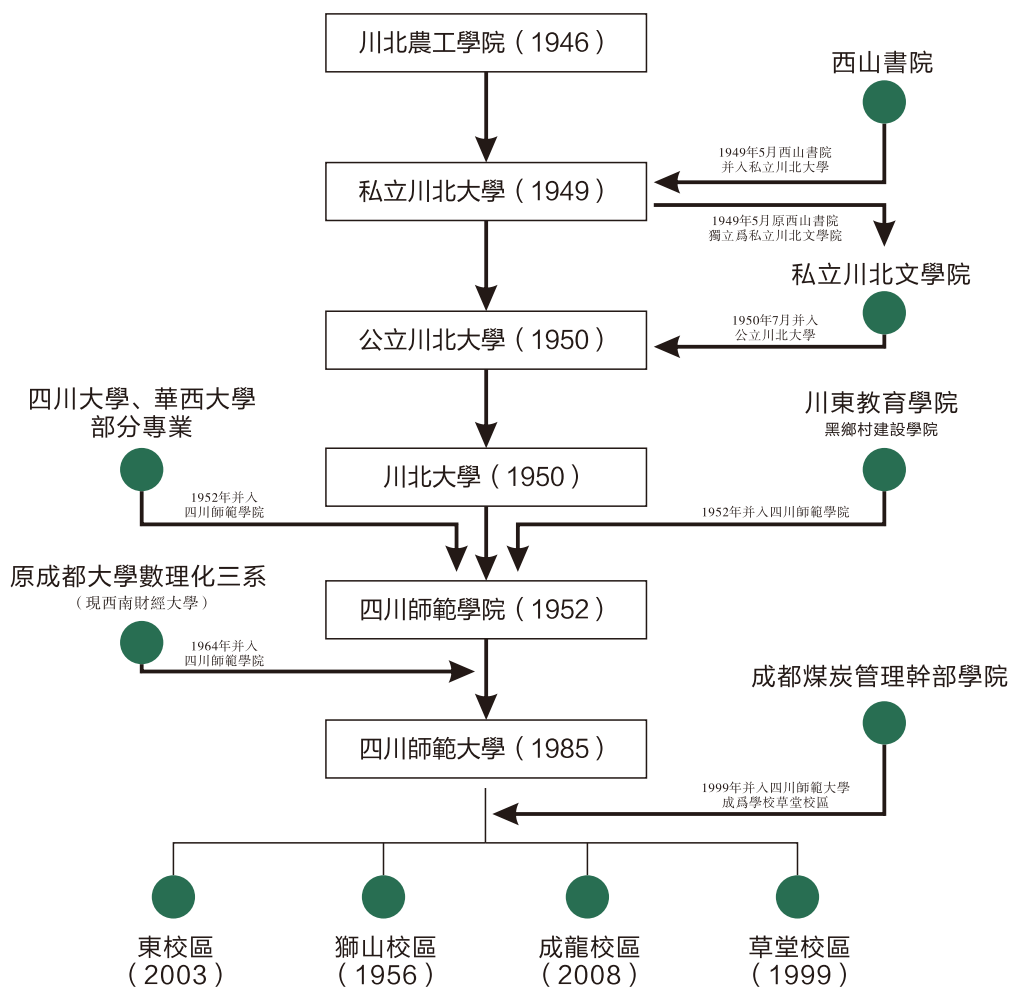 川北農工學院（1946）
西山書院
1949年5月西山書院
并入私立川北大學
私立川北大學（1949）
1949年5月原西山書院
獨立爲私立川北文學院
私立川北文學院
1950年7月并入
公立川北大學
公立川北大學（1950）
四川大學、華西大學
部分專業
川東教育學院
黑鄉村建設學院
川北大學（1950）
1952年并入
四川師範學院
1952年并入四川師範學院
原成都大學數理化三系
（現西南財經大學）
四川師範學院（1952）
1964年并入
四川師範學院
成都煤炭管理幹部學院
四川師範大學（1985）
1999年并入四川師範大學
成爲學校草堂校區
東校區
（2003）
獅山校區
（1956）
成龍校區
（2008）
草堂校區
（1999）